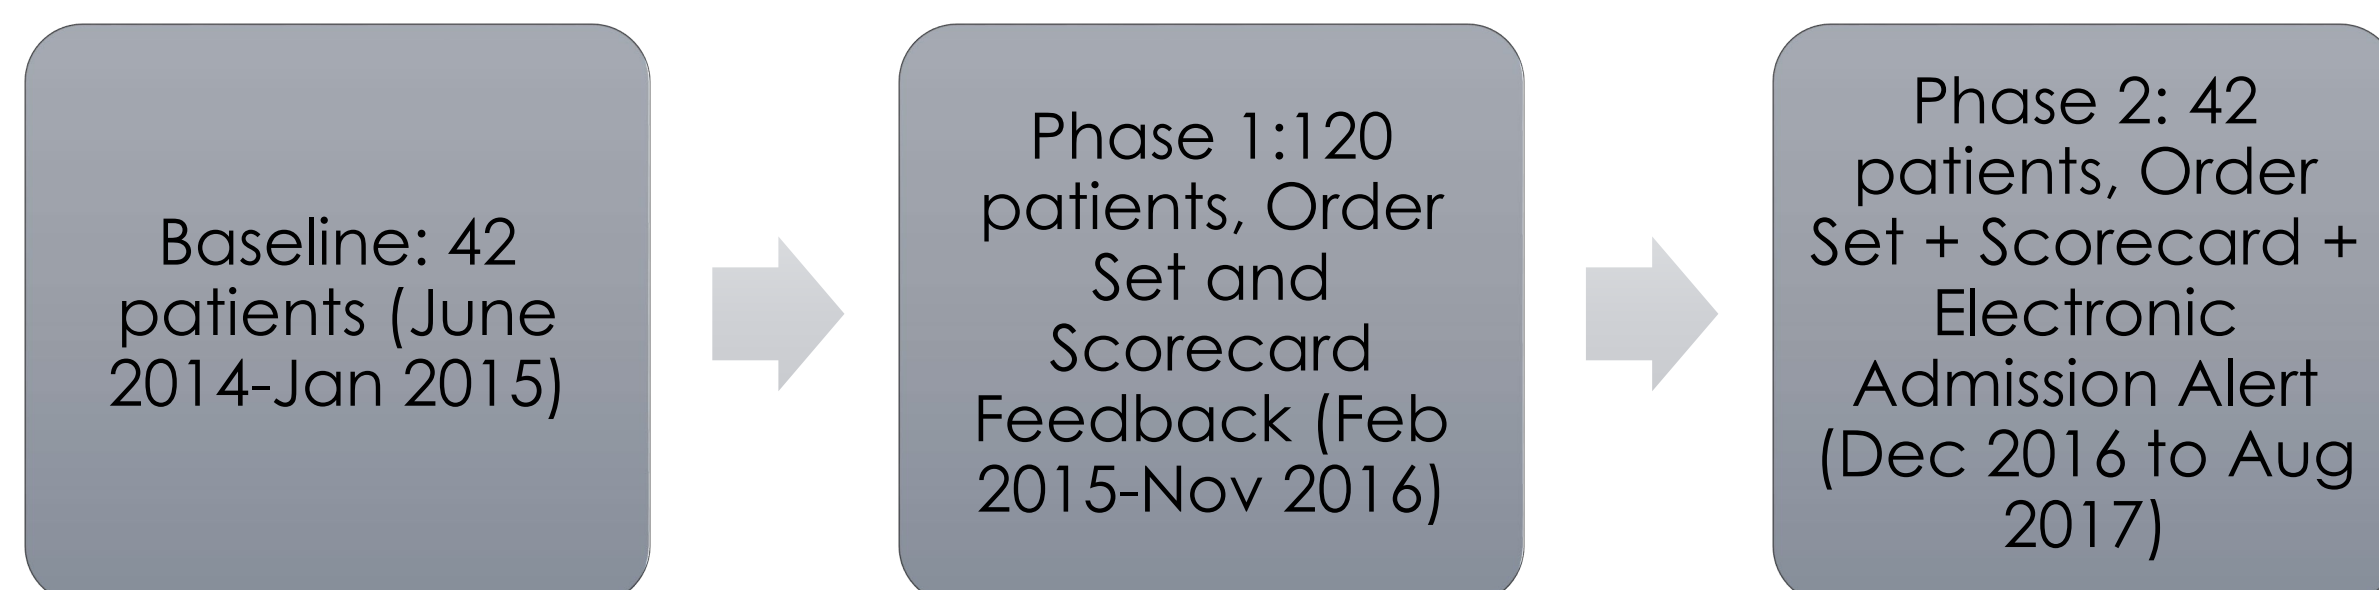 Baseline: 42
patients (June
2014-Jan 2015)
Phase 1:120
patients, Order
Set and
Scorecard
Feedback (Feb
2015-Nov 2016)
Phase 2: 42
patients, Order
Set + Scorecard +
Electronic
Admission Alert
(Dec 2016 to Aug
2017)